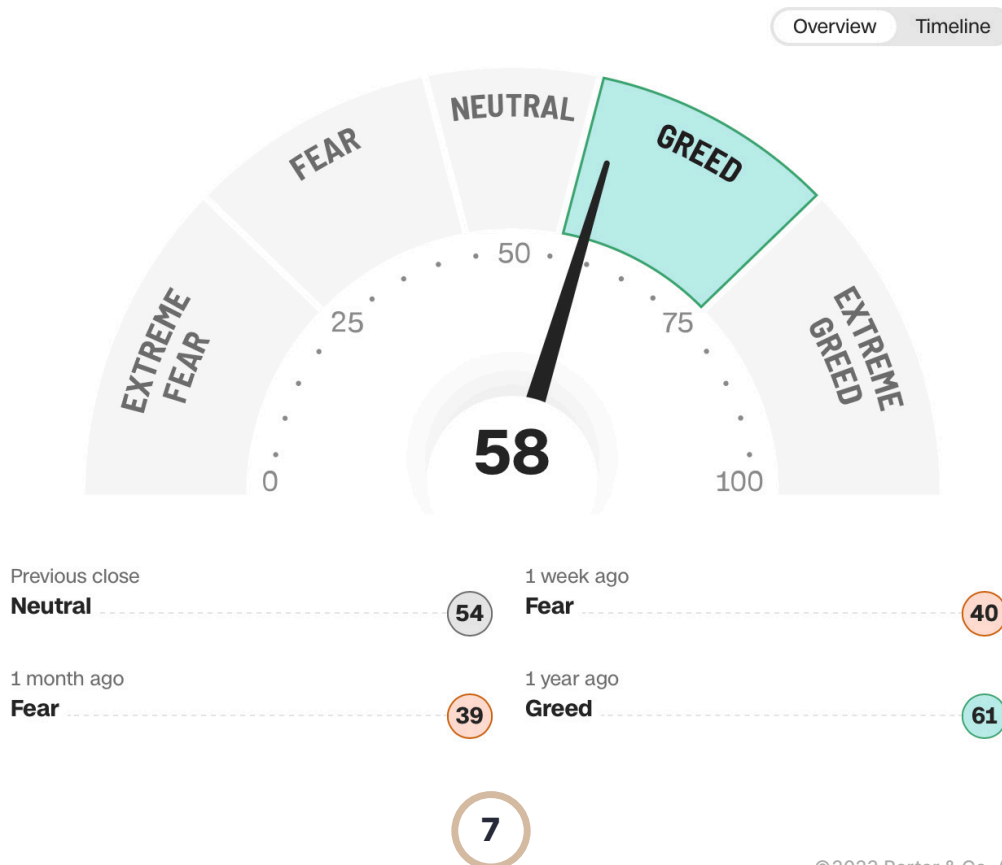 Overview Timeline
NEUTRAL
FEAR
GREED
EXTREME
FEAR
EXTREME
GREED
50
25
75
0
100
58
Previous close
Neutral 54
1 week ago
Fear 40
1 month ago
Fear 39
1 year ago
Greed 61
7